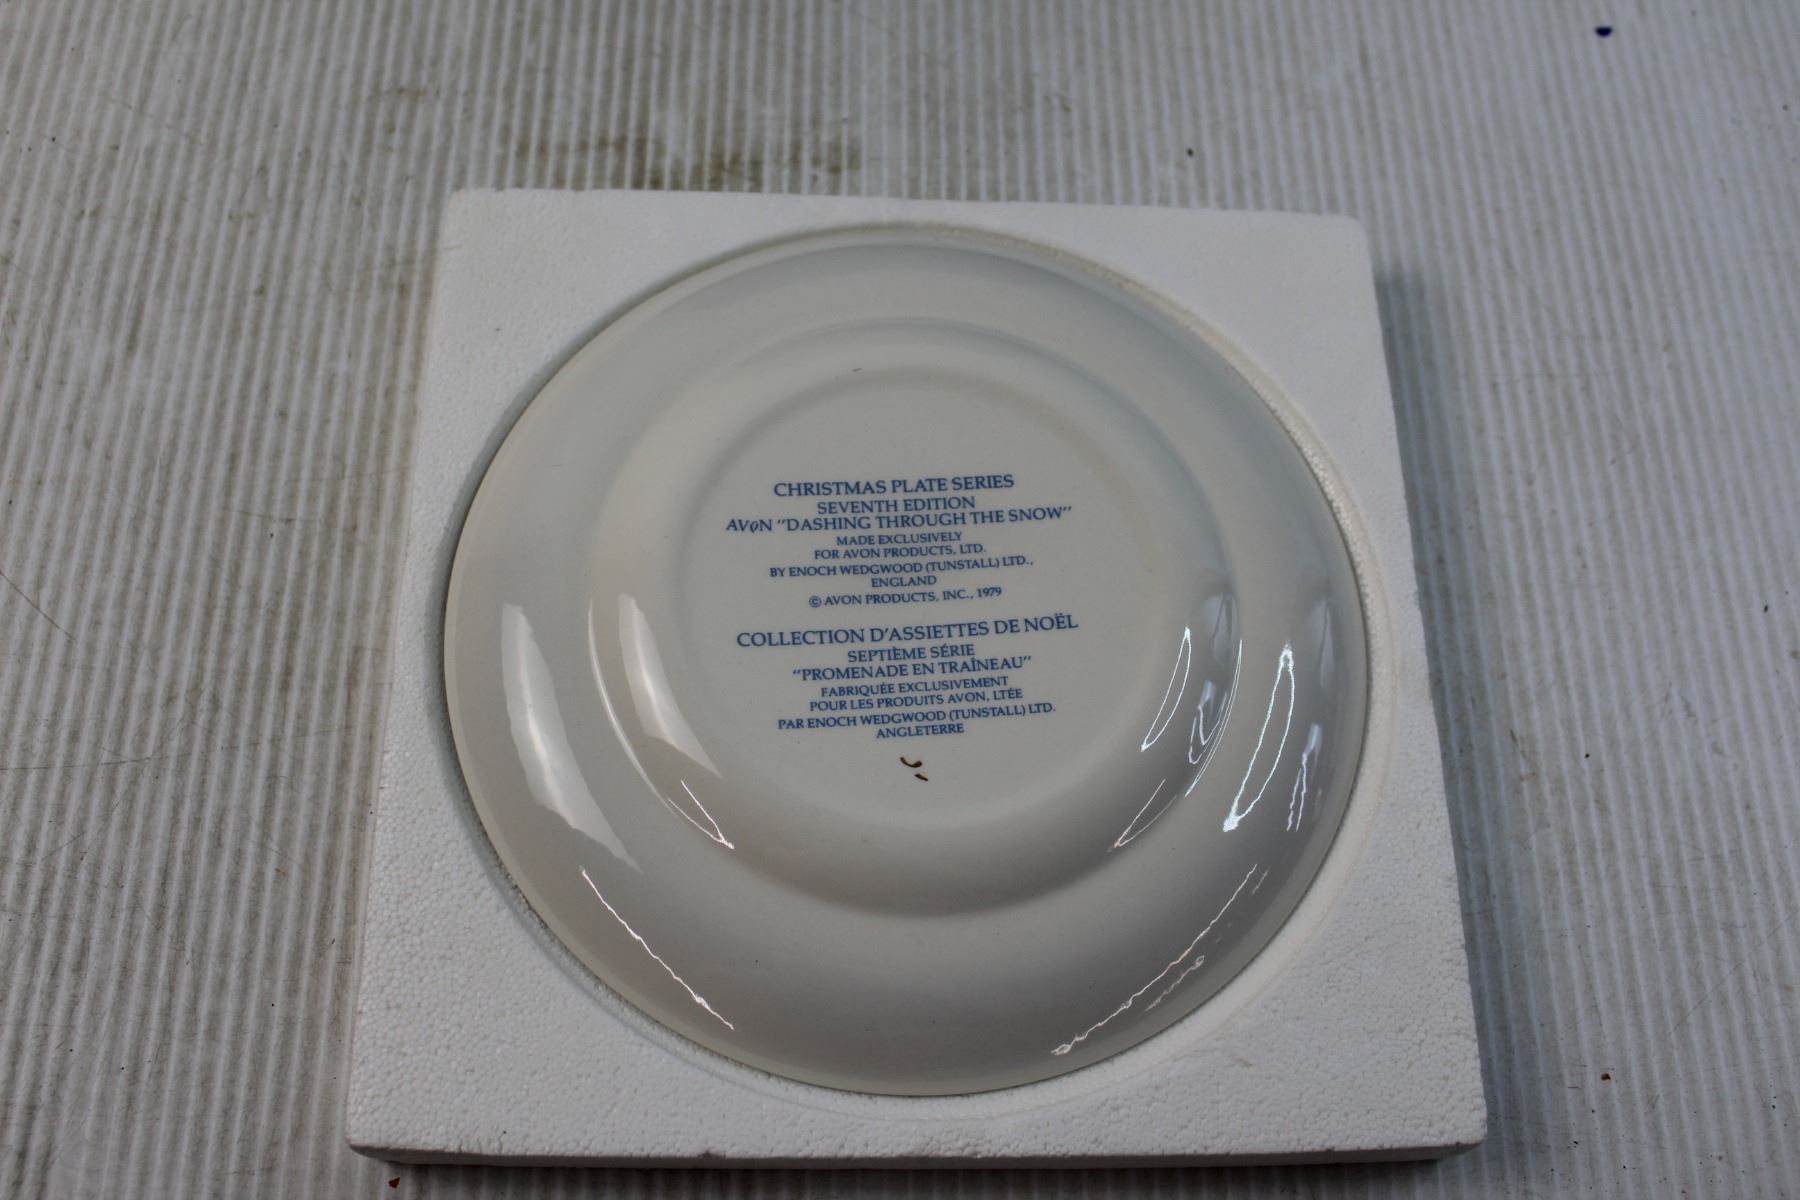 CHRISTMAS PLATE SERIES
SEVENTH EDITION
AVON "DASHING THROUGH THE SNOW"
MADE EXCLUSIVELY
FOR AVON PRODUCTS, LTD.
BY ENOCH WEDGWOOD (TUNSTALL) LTD.,
ENGLAND
© AVON PRODUCTS, INC., 1979
COLLECTION D'ASSIETTES DE NOËL
SEPTIÈME SÉRIE
"PROMENADE EN TRAÎNEAU"
FABRIQUÉE EXCLUSIVEMENT
POUR LES PRODUITS AVON, LTÉE
PAR ENOCH WEDGWOOD (TUNSTALL) LTD.
ANGLETERRE